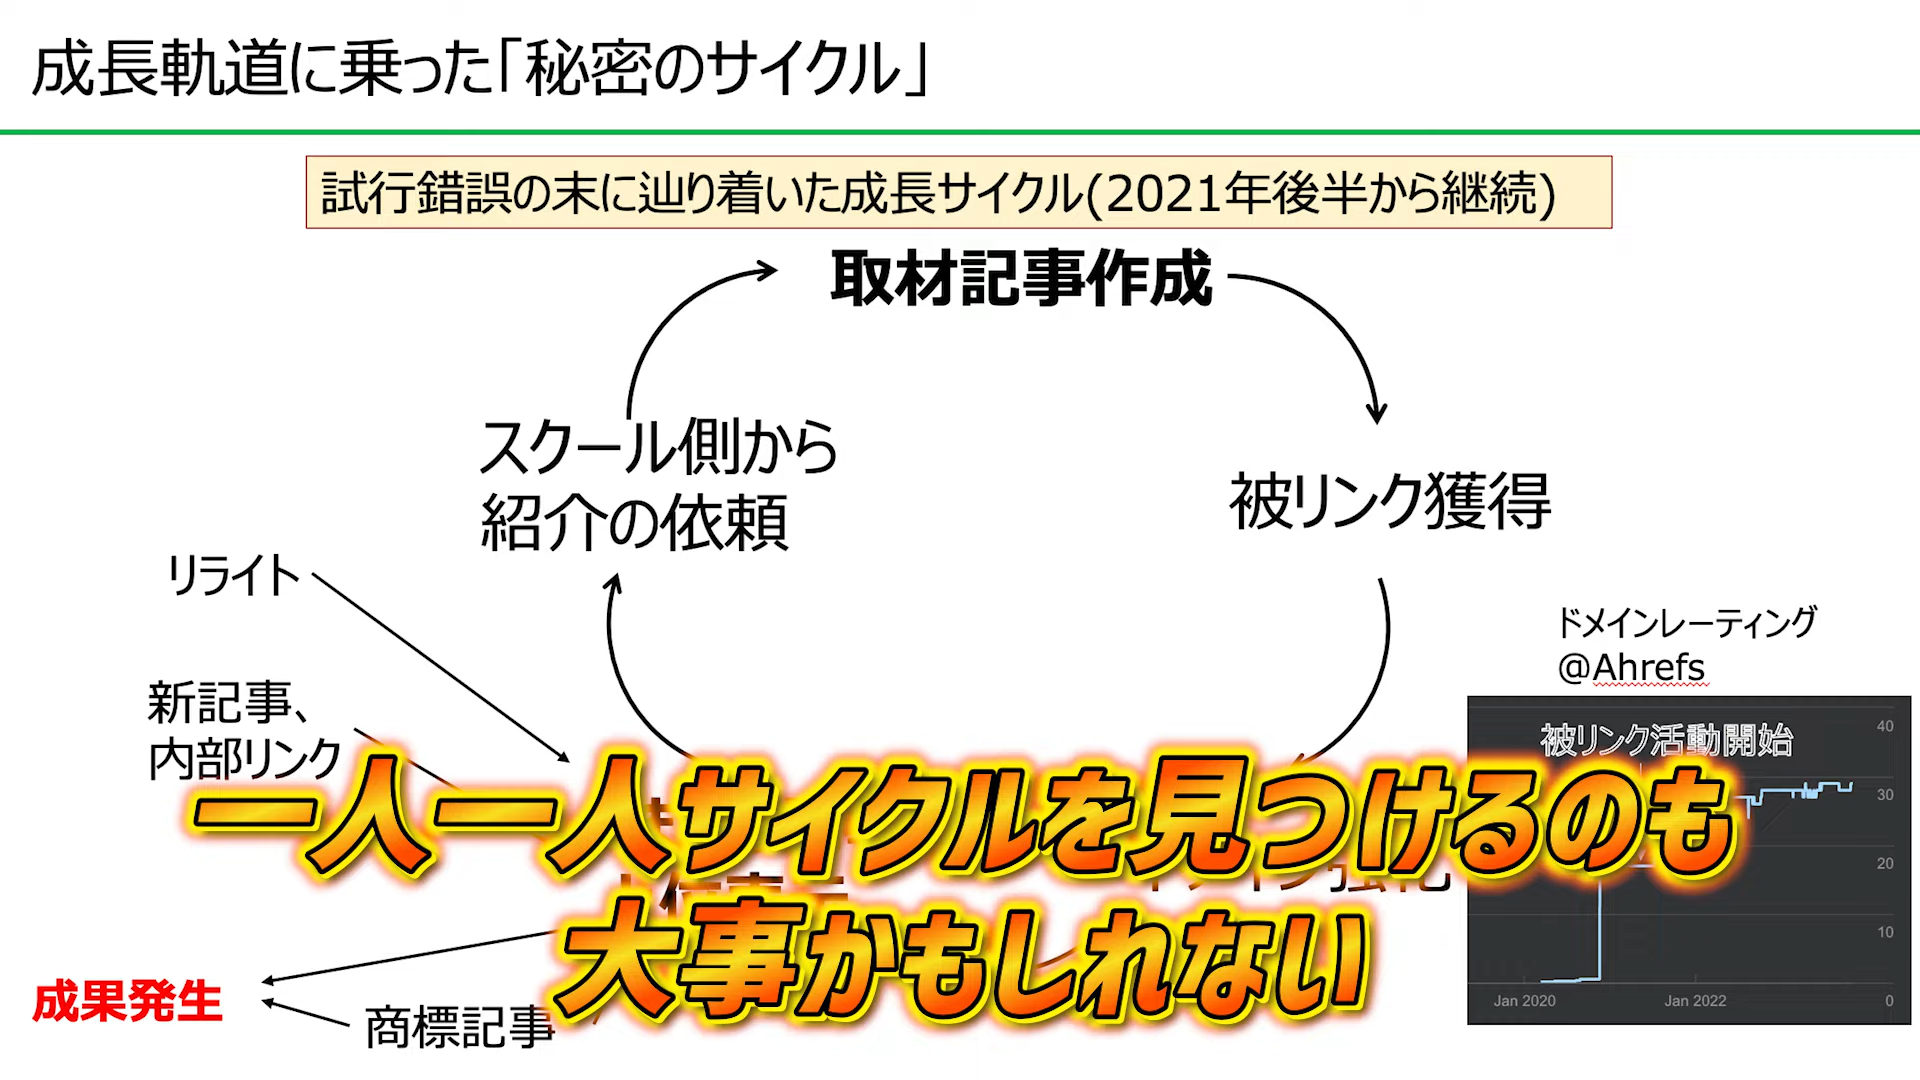 成長軌道に乗った「秘密のサイクル」
試行錯誤の末に辿り着いた成長サイクル(2021年後半から継続)
取材記事作成
スクール側から
紹介の依頼
被リンク獲得
リライト
新記事、
内部リンク
ドメインレーティング
@Ahrefs
被リンク活動開始
40
30
20
10
0
Jan 2020
Jan 2022
一人一人サイクルを見つけるのも
大事かもしれない
成果発生
商標記事